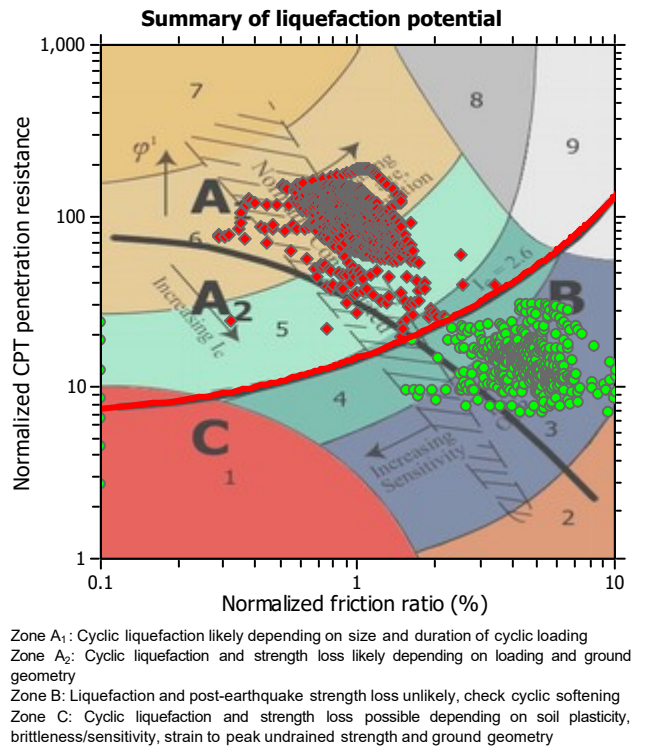 Summary of liquefaction potential
1,000
7
8
9
φ'
A
100
6
Ic = 2.6
A2
B
Increasing Ic
5
10
4
3
C
Increasing
Sensitivity
1
2
1
0.1
1
10
Normalized CPT penetration resistance
Normalized friction ratio (%)
Zone A1: Cyclic liquefaction likely depending on size and duration of cyclic loading
Zone A2: Cyclic liquefaction and strength loss likely depending on loading and ground
geometry
Zone B: Liquefaction and post-earthquake strength loss unlikely, check cyclic softening
Zone C: Cyclic liquefaction and strength loss possible depending on soil plasticity,
brittleness/sensitivity, strain to peak undrained strength and ground geometry